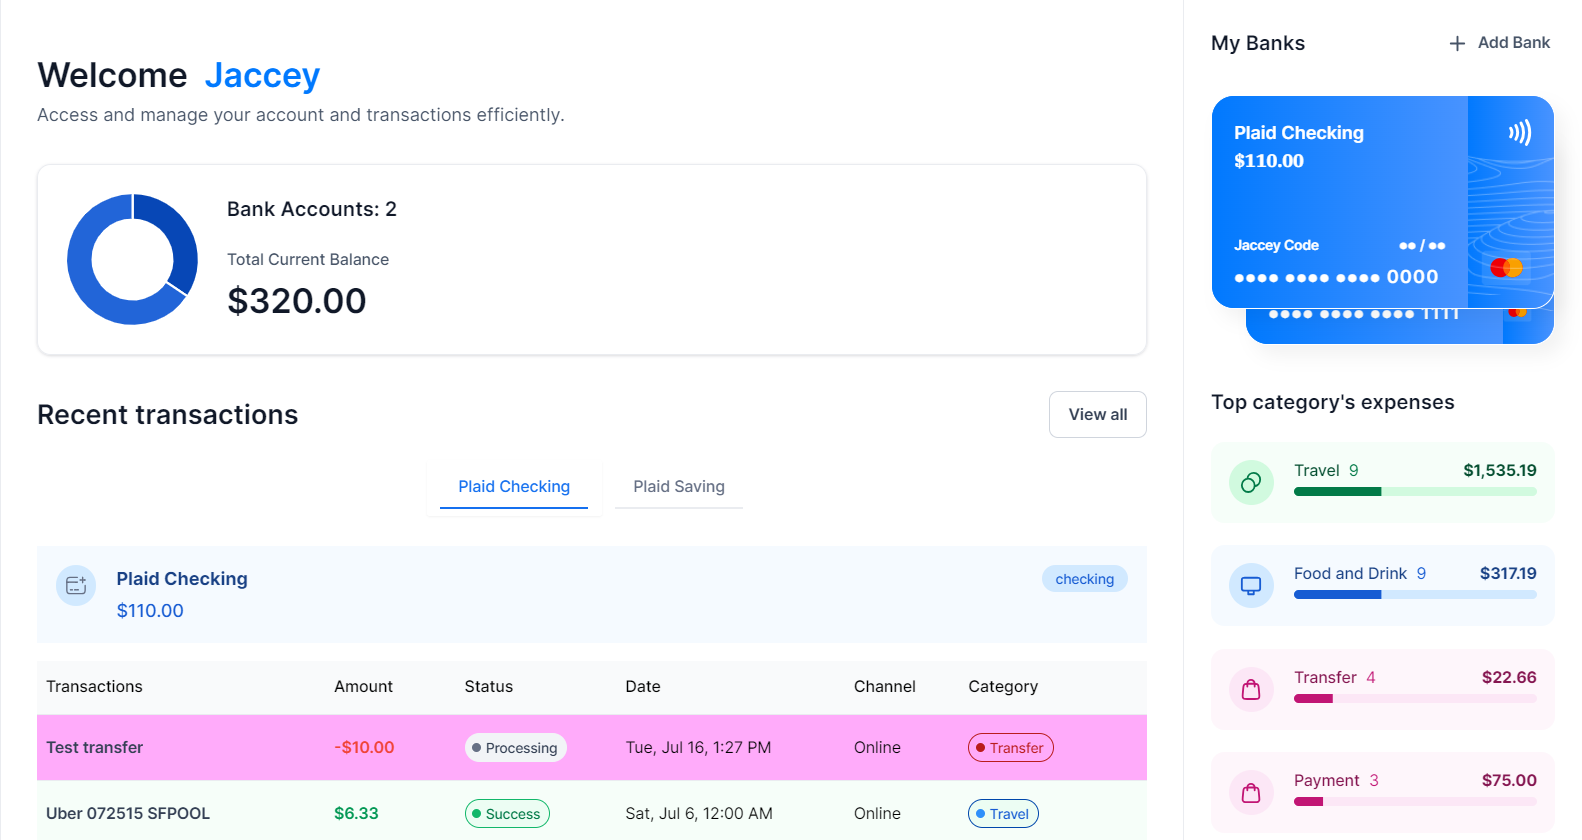 Welcome Jaccey
Access and manage your account and transactions efficiently.
Bank Accounts: 2
Total Current Balance
$320.00
Recent transactions
View all
Plaid Checking
Plaid Saving
Plaid Checking
$110.00
checking
Transactions Amount Status Date Channel Category
Test transfer -$10.00 Processing Tue, Jul 16, 1:27 PM Online Transfer
Uber 072515 SFPOOL $6.33 Success Sat, Jul 6, 12:00 AM Online Travel
My Banks
+ Add Bank
Plaid Checking
$110.00
Jaccey Code ●● / ●●
●●●● ●●●● ●●●● 0000
●●●● ●●●● ●●●● 1111
Top category's expenses
Travel 9 $1,535.19
Food and Drink 9 $317.19
Transfer 4 $22.66
Payment 3 $75.00